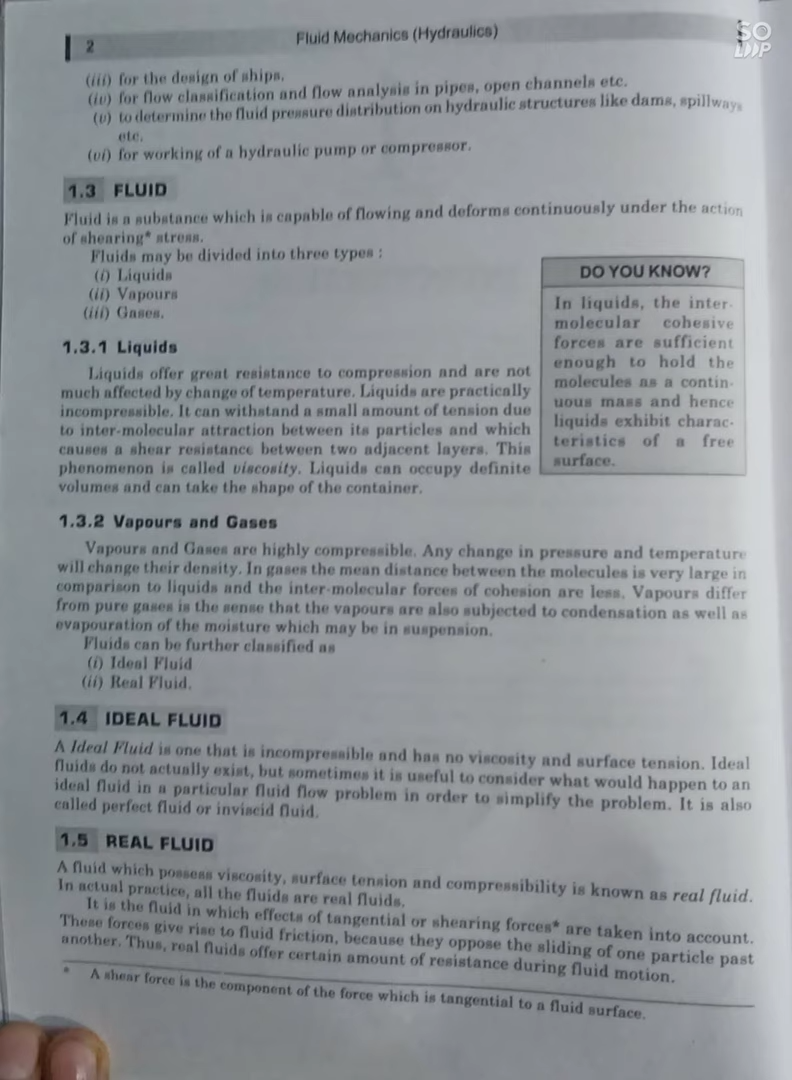 2
Fluid Mechanics (Hydraulics)
SO
LOOP
(iii) for the design of ships.
(iv) for flow classification and flow analysis in pipes, open channels etc.
(v) to determine the fluid pressure distribution on hydraulic structures like dams, spillways
etc.
(vi) for working of a hydraulic pump or compressor.
1.3 FLUID
Fluid is a substance which is capable of flowing and deforms continuously under the action
of shearing* stress.
Fluids may be divided into three types :
(i) Liquids
(ii) Vapours
(iii) Gases.
1.3.1 Liquids
Liquids offer great resistance to compression and are not
much affected by change of temperature. Liquids are practically
incompressible. It can withstand a small amount of tension due
to inter-molecular attraction between its particles and which
causes a shear resistance between two adjacent layers. This
phenomenon is called viscosity. Liquids can occupy definite
volumes and can take the shape of the container.
DO YOU KNOW?
In liquids, the inter-
molecular cohesive
forces are sufficient
enough to hold the
molecules as a contin-
uous mass and hence
liquids exhibit charac-
teristics of a free
surface.
1.3.2 Vapours and Gases
Vapours and Gases are highly compressible. Any change in pressure and temperature
will change their density. In gases the mean distance between the molecules is very large in
comparison to liquids and the inter-molecular forces of cohesion are less. Vapours differ
from pure gases is the sense that the vapours are also subjected to condensation as well as
evapouration of the moisture which may be in suspension.
Fluids can be further classified as
(i) Ideal Fluid
(ii) Real Fluid.
1.4 IDEAL FLUID
A Ideal Fluid is one that is incompressible and has no viscosity and surface tension. Ideal
fluids do not actually exist, but sometimes it is useful to consider what would happen to an
ideal fluid in a particular fluid flow problem in order to simplify the problem. It is also
called perfect fluid or inviscid fluid.
1.5 REAL FLUID
A fluid which possess viscosity, surface tension and compressibility is known as real fluid.
In actual practice, all the fluids are real fluids.
It is the fluid in which effects of tangential or shearing forces* are taken into account.
These forces give rise to fluid friction, because they oppose the sliding of one particle past
another. Thus, real fluids offer certain amount of resistance during fluid motion.
* A shear force is the component of the force which is tangential to a fluid surface.